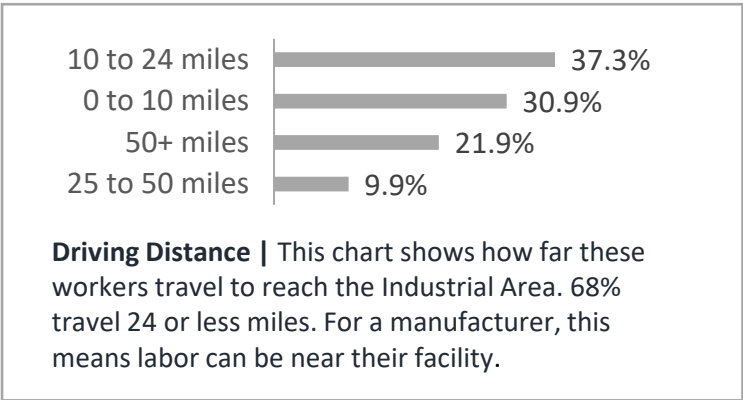 10 to 24 miles 37.3%
0 to 10 miles 30.9%
50+ miles 21.9%
25 to 50 miles 9.9%
Driving Distance | This chart shows how far these
workers travel to reach the Industrial Area. 68%
travel 24 or less miles. For a manufacturer, this
means labor can be near their facility.